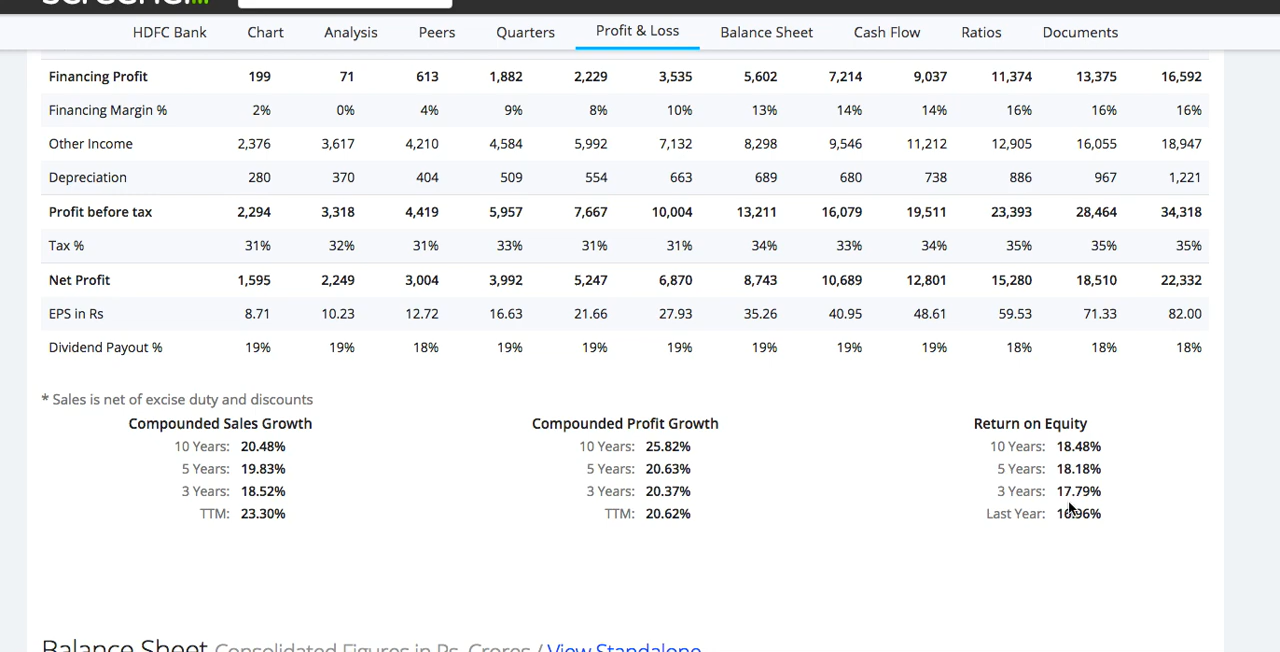 HDFC Bank Chart Analysis Peers Quarters Profit & Loss Balance Sheet Cash Flow Ratios Documents
Financing Profit 199 71 613 1,882 2,229 3,535 5,602 7,214 9,037 11,374 13,375 16,592
Financing Margin % 2% 0% 4% 9% 8% 10% 13% 14% 14% 16% 16% 16%
Other Income 2,376 3,617 4,210 4,584 5,992 7,132 8,298 9,546 11,212 12,905 16,055 18,947
Depreciation 280 370 404 509 554 663 689 680 738 886 967 1,221
Profit before tax 2,294 3,318 4,419 5,957 7,667 10,004 13,211 16,079 19,511 23,393 28,464 34,318
Tax % 31% 32% 31% 33% 31% 31% 34% 33% 34% 35% 35% 35%
Net Profit 1,595 2,249 3,004 3,992 5,247 6,870 8,743 10,689 12,801 15,280 18,510 22,332
EPS in Rs 8.71 10.23 12.72 16.63 21.66 27.93 35.26 40.95 48.61 59.53 71.33 82.00
Dividend Payout % 19% 19% 18% 19% 19% 19% 19% 19% 19% 18% 18% 18%
* Sales is net of excise duty and discounts
Compounded Sales Growth Compounded Profit Growth Return on Equity
10 Years: 20.48% 10 Years: 25.82% 10 Years: 18.48%
5 Years: 19.83% 5 Years: 20.63% 5 Years: 18.18%
3 Years: 18.52% 3 Years: 20.37% 3 Years: 17.79%
TTM: 23.30% TTM: 20.62% Last Year:
Balance Sheet Consolidated Figures in Rs. Crores / View Standalone